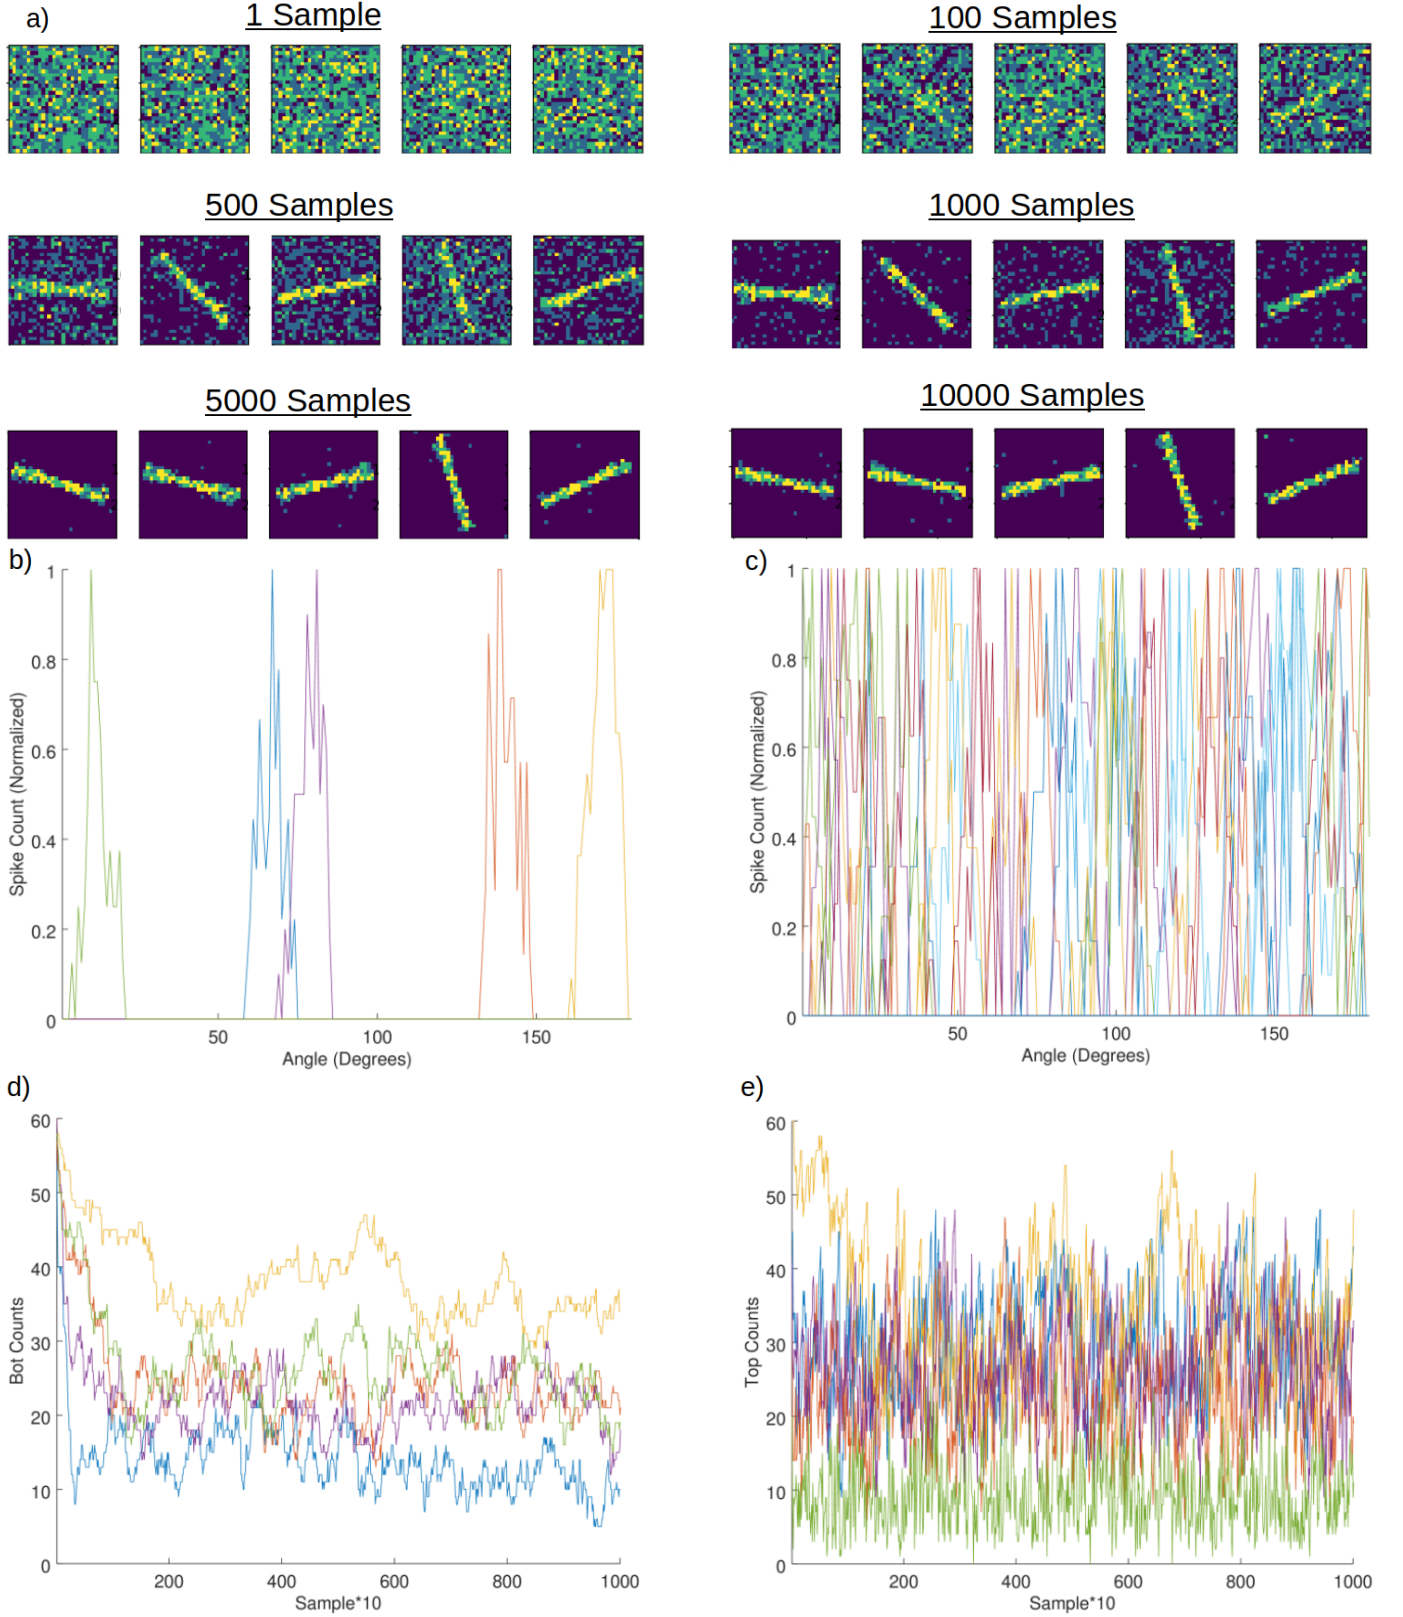 a)
1 Sample
100 Samples
500 Samples
1000 Samples
5000 Samples
10000 Samples
b)
1
0.8
0.6
0.4
0.2
0
50
100
150
Spike Count (Normalized)
Angle (Degrees)
c)
1
0.8
0.6
0.4
0.2
0
50
100
150
Spike Count (Normalized)
Angle (Degrees)
d)
60
50
40
30
20
10
0
200
400
600
800
1000
Bot Counts
Sample*10
e)
60
50
40
30
20
10
0
200
400
600
800
1000
Top Counts
Sample*10